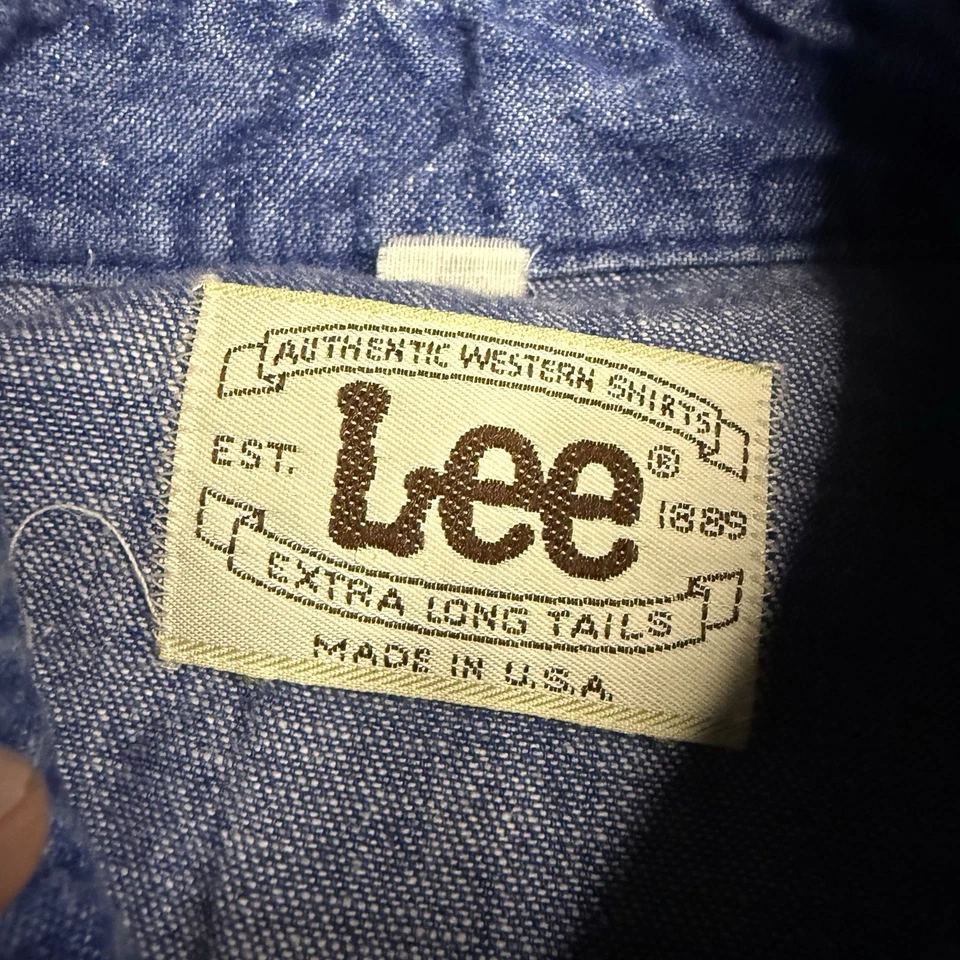 AUTHENTIC WESTERN SHIRTS
Lee®
EST. 1889
EXTRA LONG TAILS
MADE IN U.S.A.